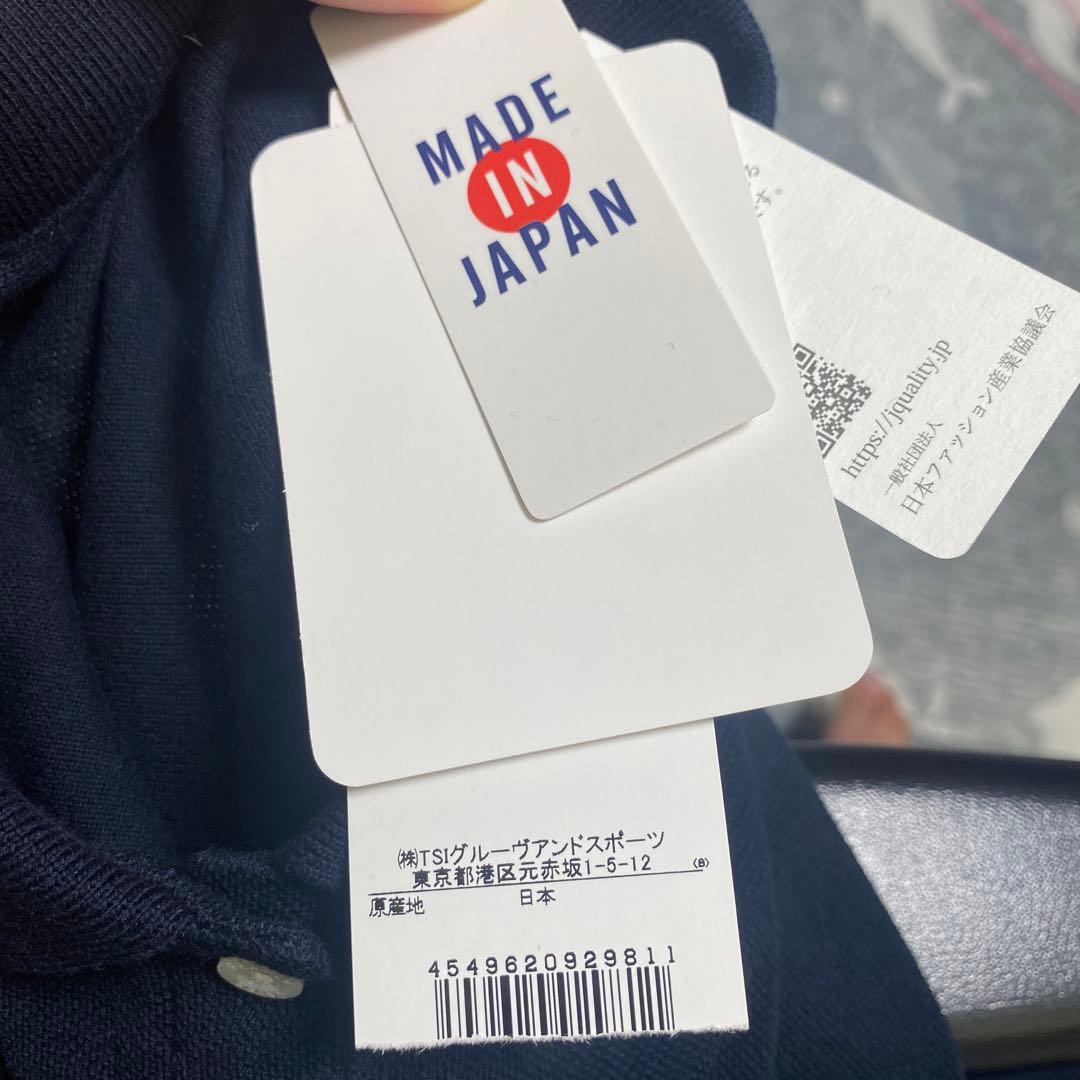 MADE
IN
JAPAN
る
です。
https://jquality.jp
一般社団法人
日本ファッション産業協議会
㈱TSIグルーヴアンドスポーツ
東京都港区元赤坂1-5-12 (B)
原産地 日本
4549620929811